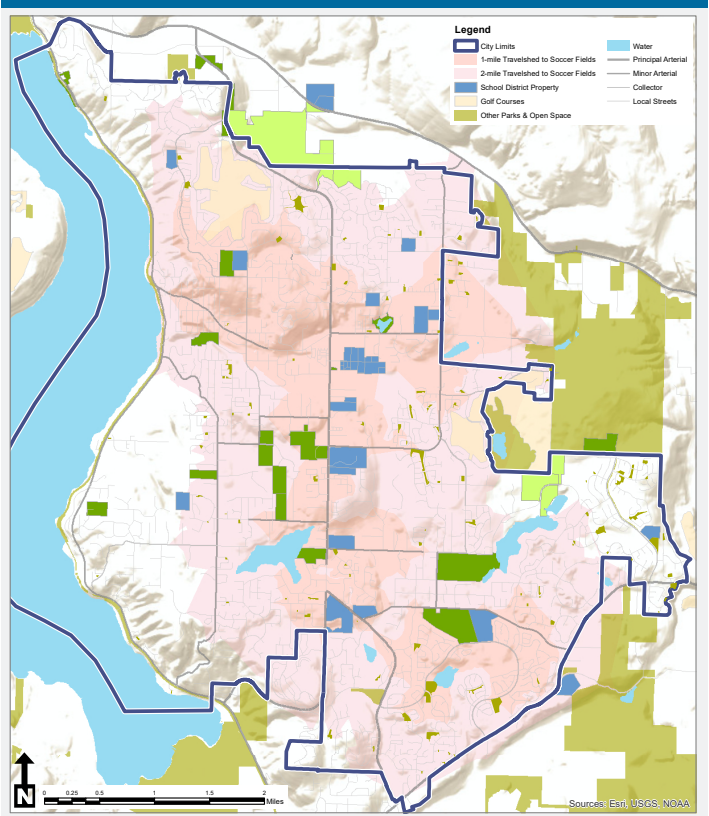 Legend
City Limits
1-mile Travelshed to Soccer Fields
2-mile Travelshed to Soccer Fields
School District Property
Golf Courses
Other Parks & Open Space
Water
Principal Arterial
Minor Arterial
Collector
Local Streets
N
0 0.25 0.5 1 1.5 2
Miles
Sources: Esri, USGS, NOAA